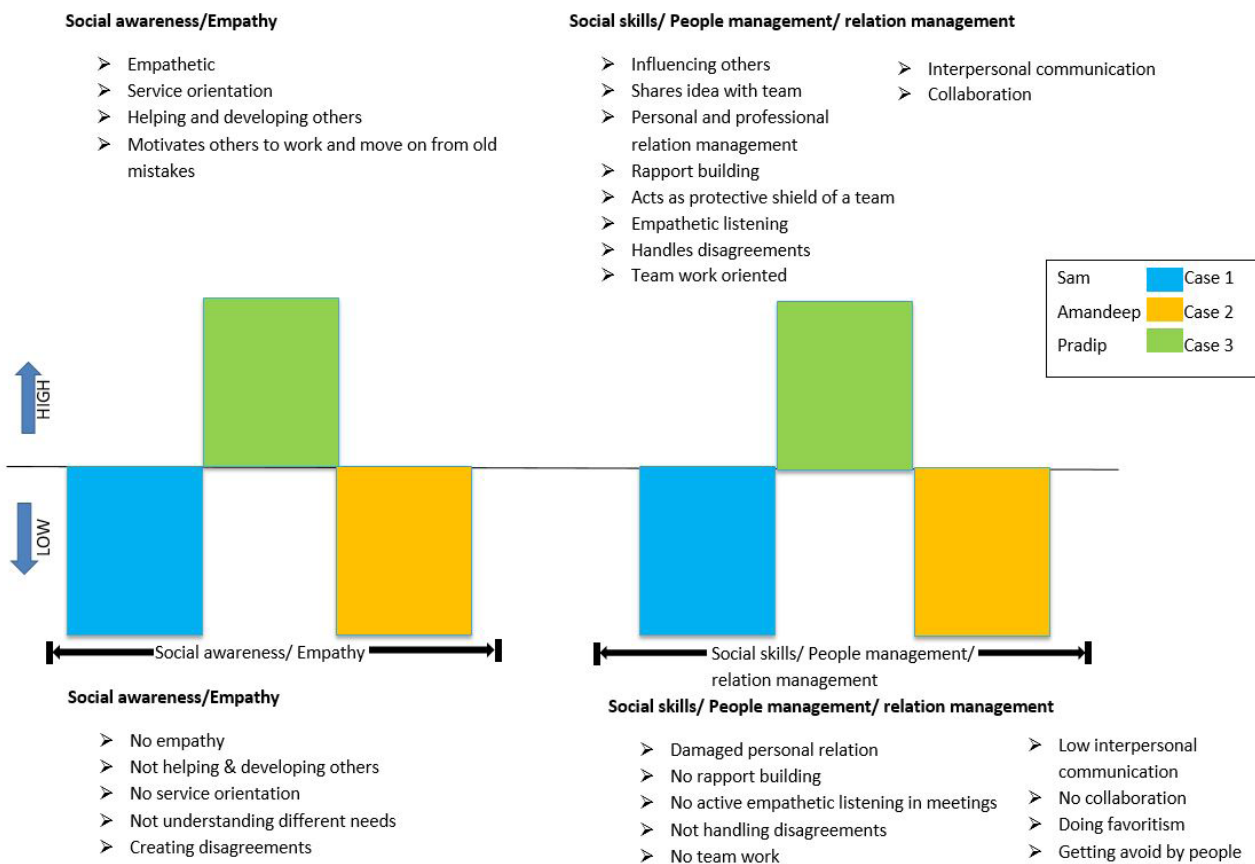 Social awareness/Empathy
➢ Empathetic
➢ Service orientation
➢ Helping and developing others
➢ Motivates others to work and move on from old
mistakes
Social skills/ People management/ relation management
➢ Influencing others
➢ Shares idea with team
➢ Personal and professional
relation management
➢ Rapport building
➢ Acts as protective shield of a team
➢ Empathetic listening
➢ Handles disagreements
➢ Team work oriented
➢ Interpersonal communication
➢ Collaboration
Sam Case 1
Amandeep Case 2
Pradip Case 3
HIGH
LOW
Social awareness/ Empathy
Social skills/ People management/
relation management
Social awareness/Empathy
➢ No empathy
➢ Not helping & developing others
➢ No service orientation
➢ Not understanding different needs
➢ Creating disagreements
Social skills/ People management/ relation management
➢ Damaged personal relation
➢ No rapport building
➢ No active empathetic listening in meetings
➢ Not handling disagreements
➢ No team work
➢ Low interpersonal
communication
➢ No collaboration
➢ Doing favoritism
➢ Getting avoid by people